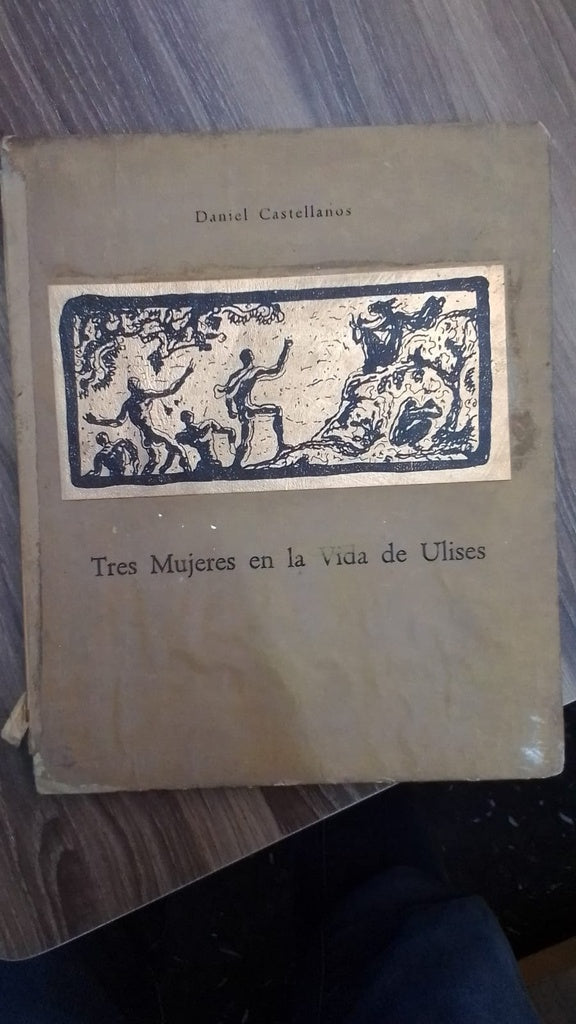 Daniel Castellanos
Tres Mujeres en la Vida de Ulises